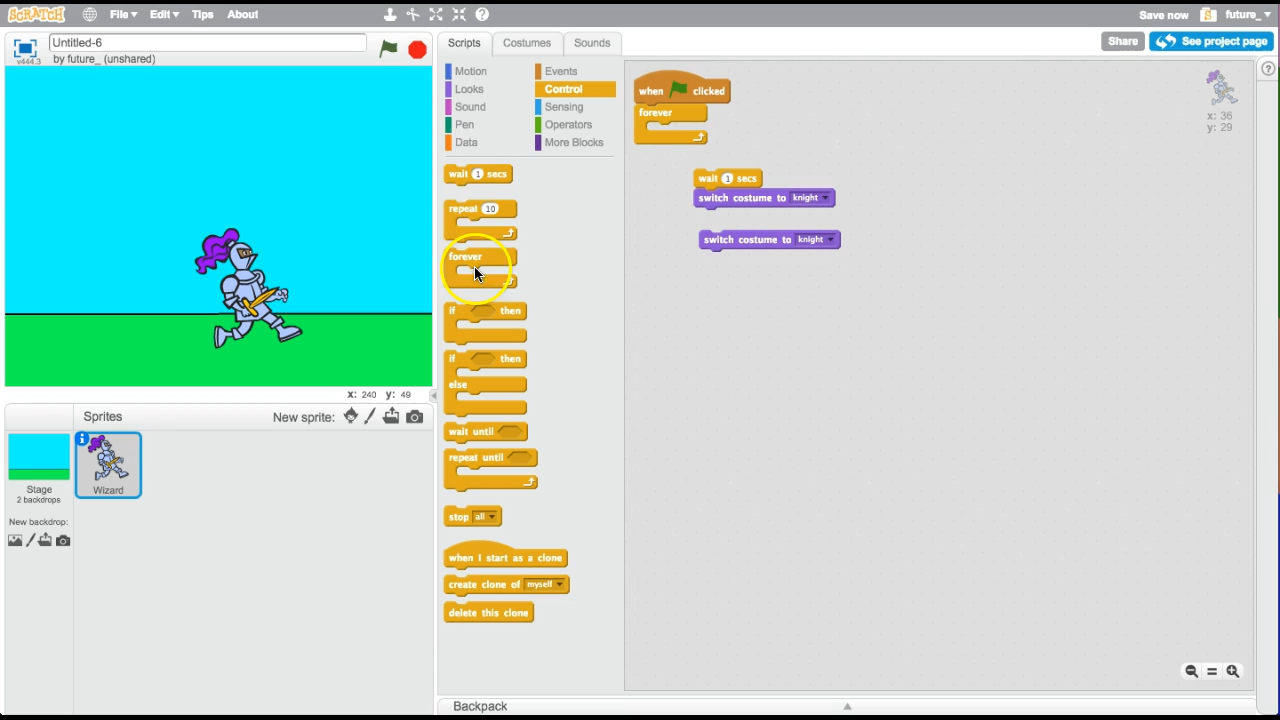 SCRATCH File Edit Tips About Save now future_
Untitled-6
v444.3 by future_ (unshared)
Scripts Costumes Sounds Share See project page
Motion Events
Looks Control
Sound Sensing
Pen Operators
Data More Blocks
wait 1 secs
repeat 10
forever
if then
if then
else
wait until
repeat until
stop all
when I start as a clone
create clone of myself
delete this clone
when clicked
forever
wait 1 secs
switch costume to knight
switch costume to knight
x: 36
y: 29
x: 240 y: 49
Sprites New sprite:
Stage
2 backdrops
New backdrop:
i
Wizard
Backpack
?